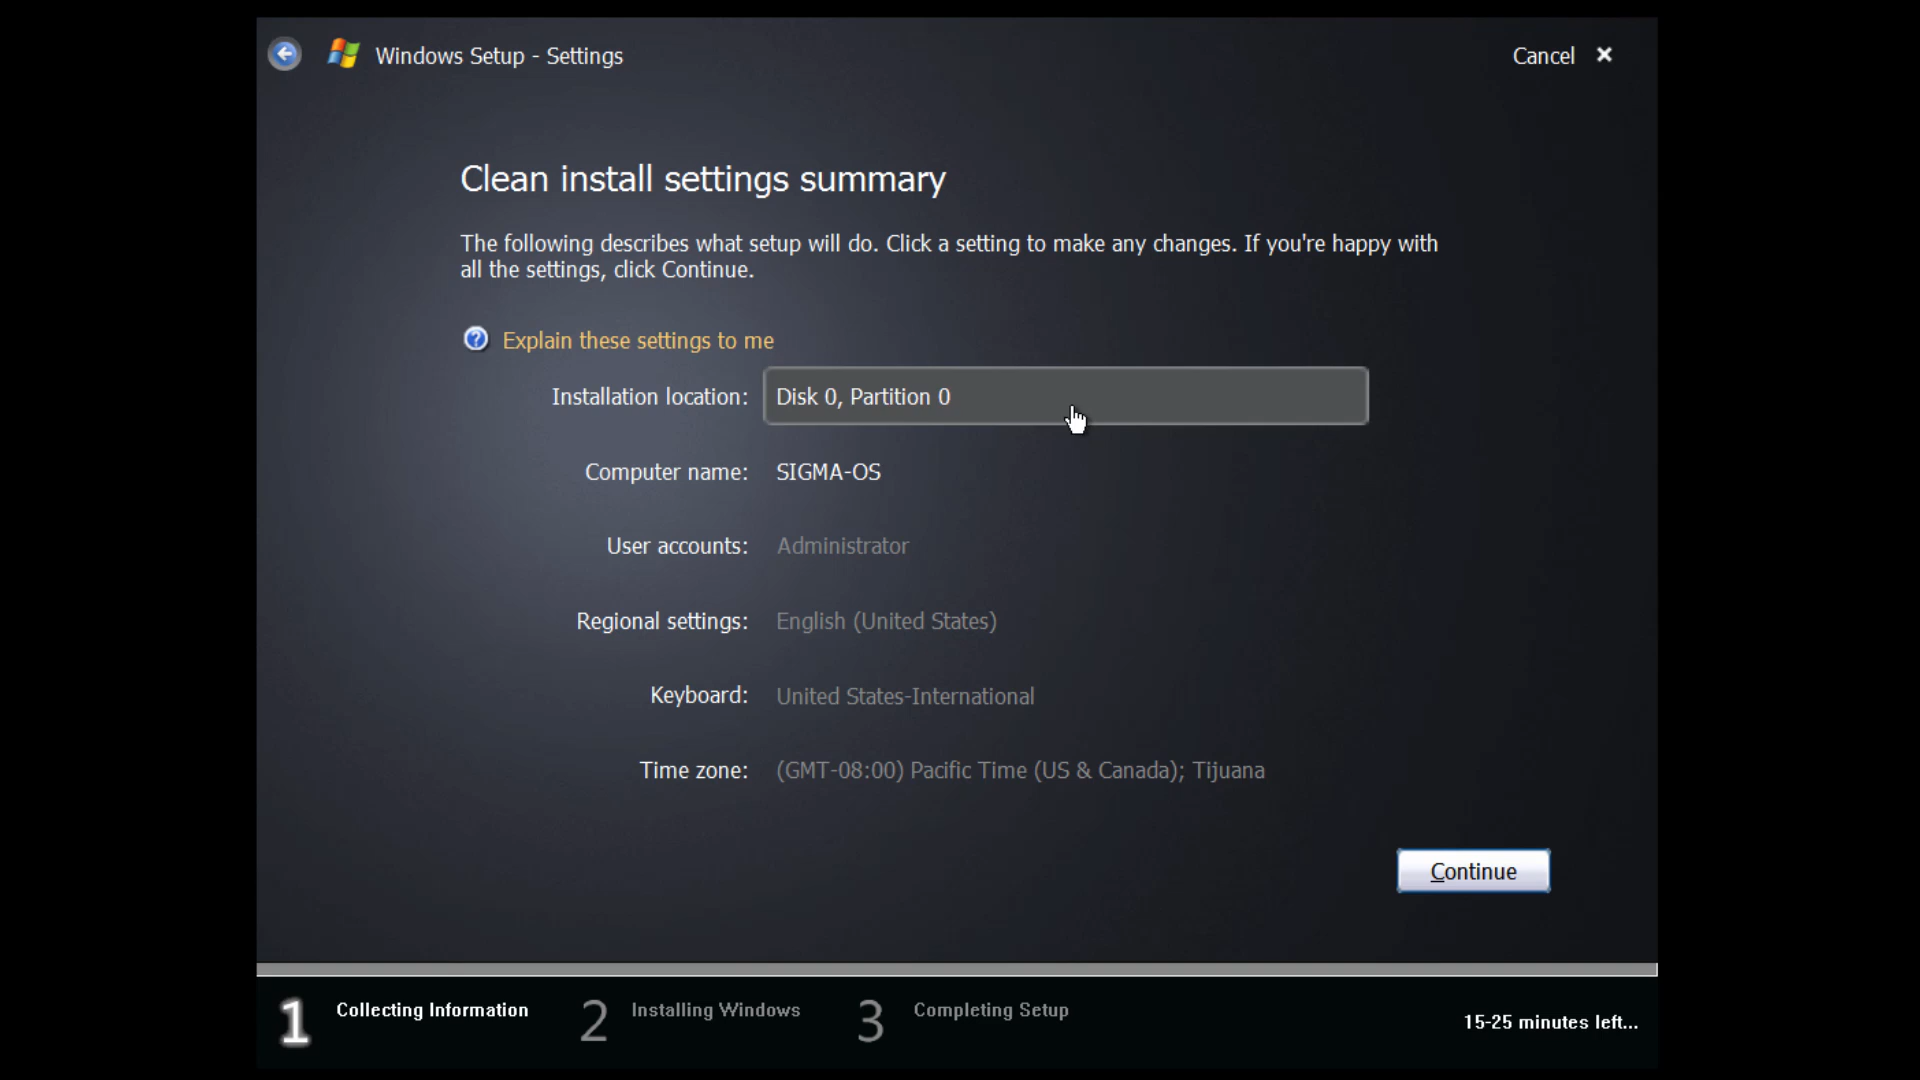 Windows Setup - Settings
Cancel
Clean install settings summary
The following describes what setup will do. Click a setting to make any changes. If you're happy with
all the settings, click Continue.
Explain these settings to me
Installation location: Disk 0, Partition 0
Computer name: SIGMA-OS
User accounts: Administrator
Regional settings: English (United States)
Keyboard: United States-International
Time zone: (GMT-08:00) Pacific Time (US & Canada); Tijuana
Continue
1 Collecting Information 2 Installing Windows 3 Completing Setup 15-25 minutes left...